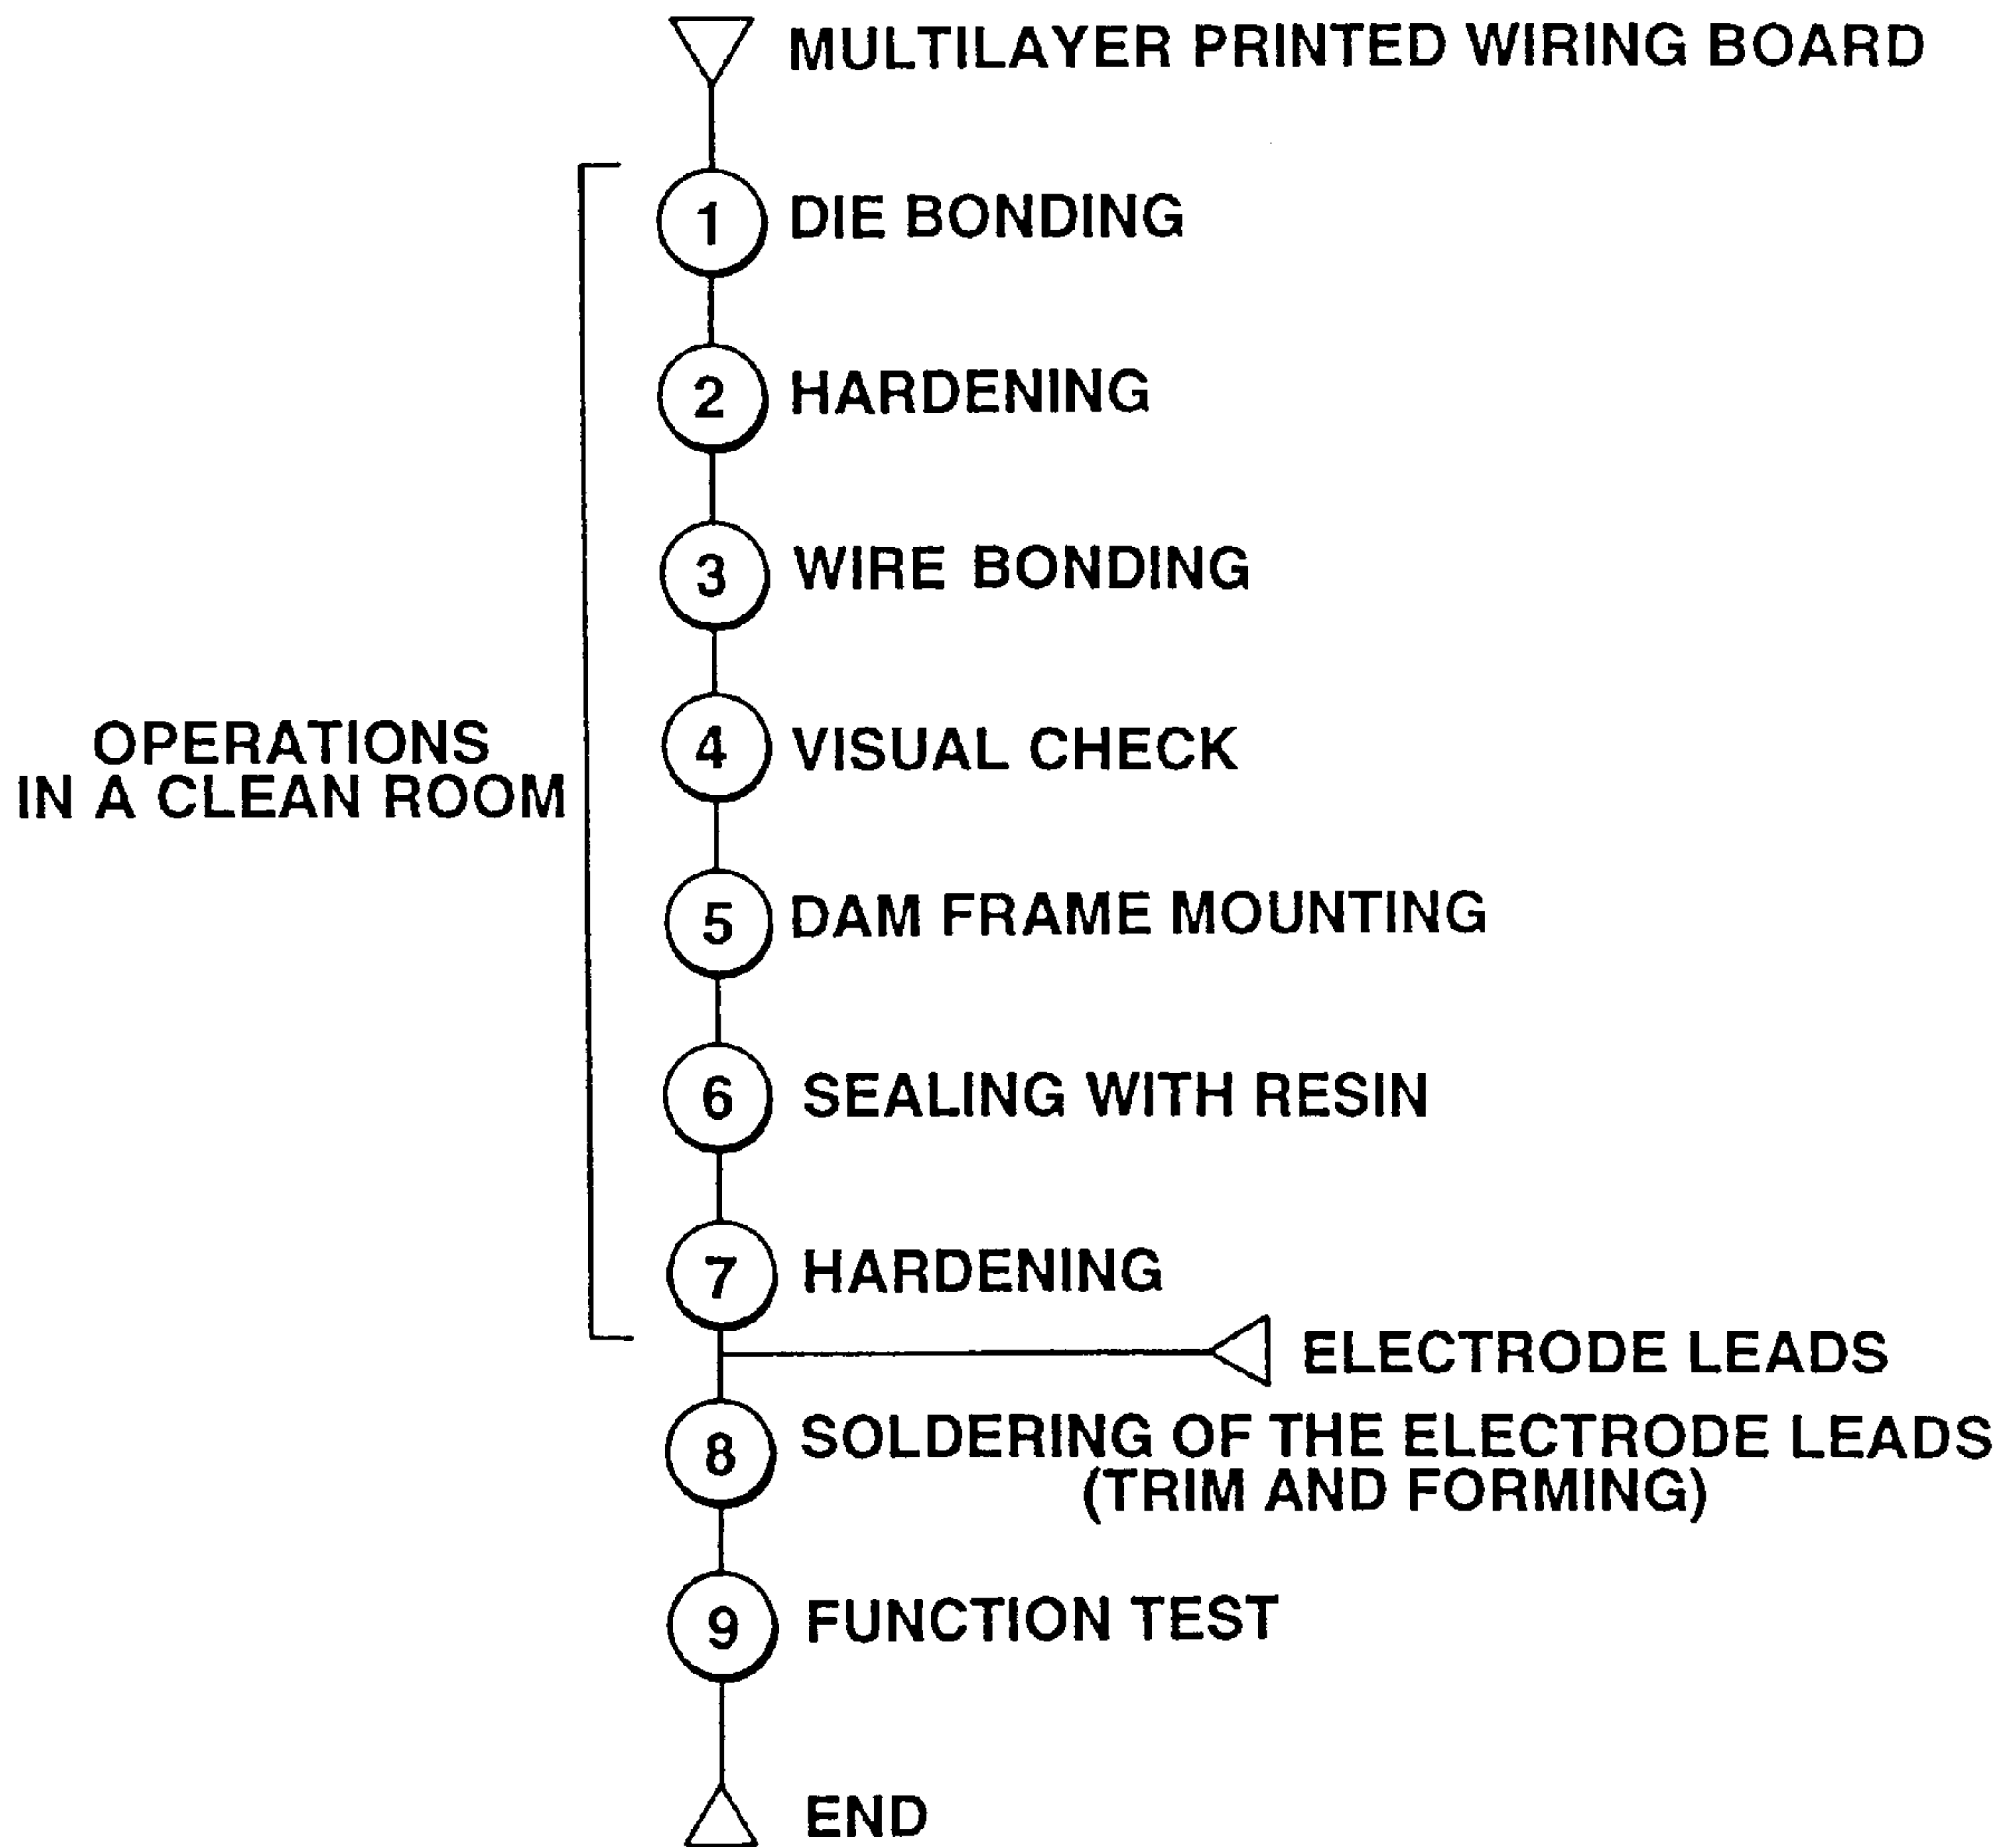 MULTILAYER PRINTED WIRING BOARD
1 DIE BONDING
2 HARDENING
3 WIRE BONDING
4 VISUAL CHECK
OPERATIONS
IN A CLEAN ROOM
5 DAM FRAME MOUNTING
6 SEALING WITH RESIN
7 HARDENING
ELECTRODE LEADS
8 SOLDERING OF THE ELECTRODE LEADS
(TRIM AND FORMING)
9 FUNCTION TEST
END